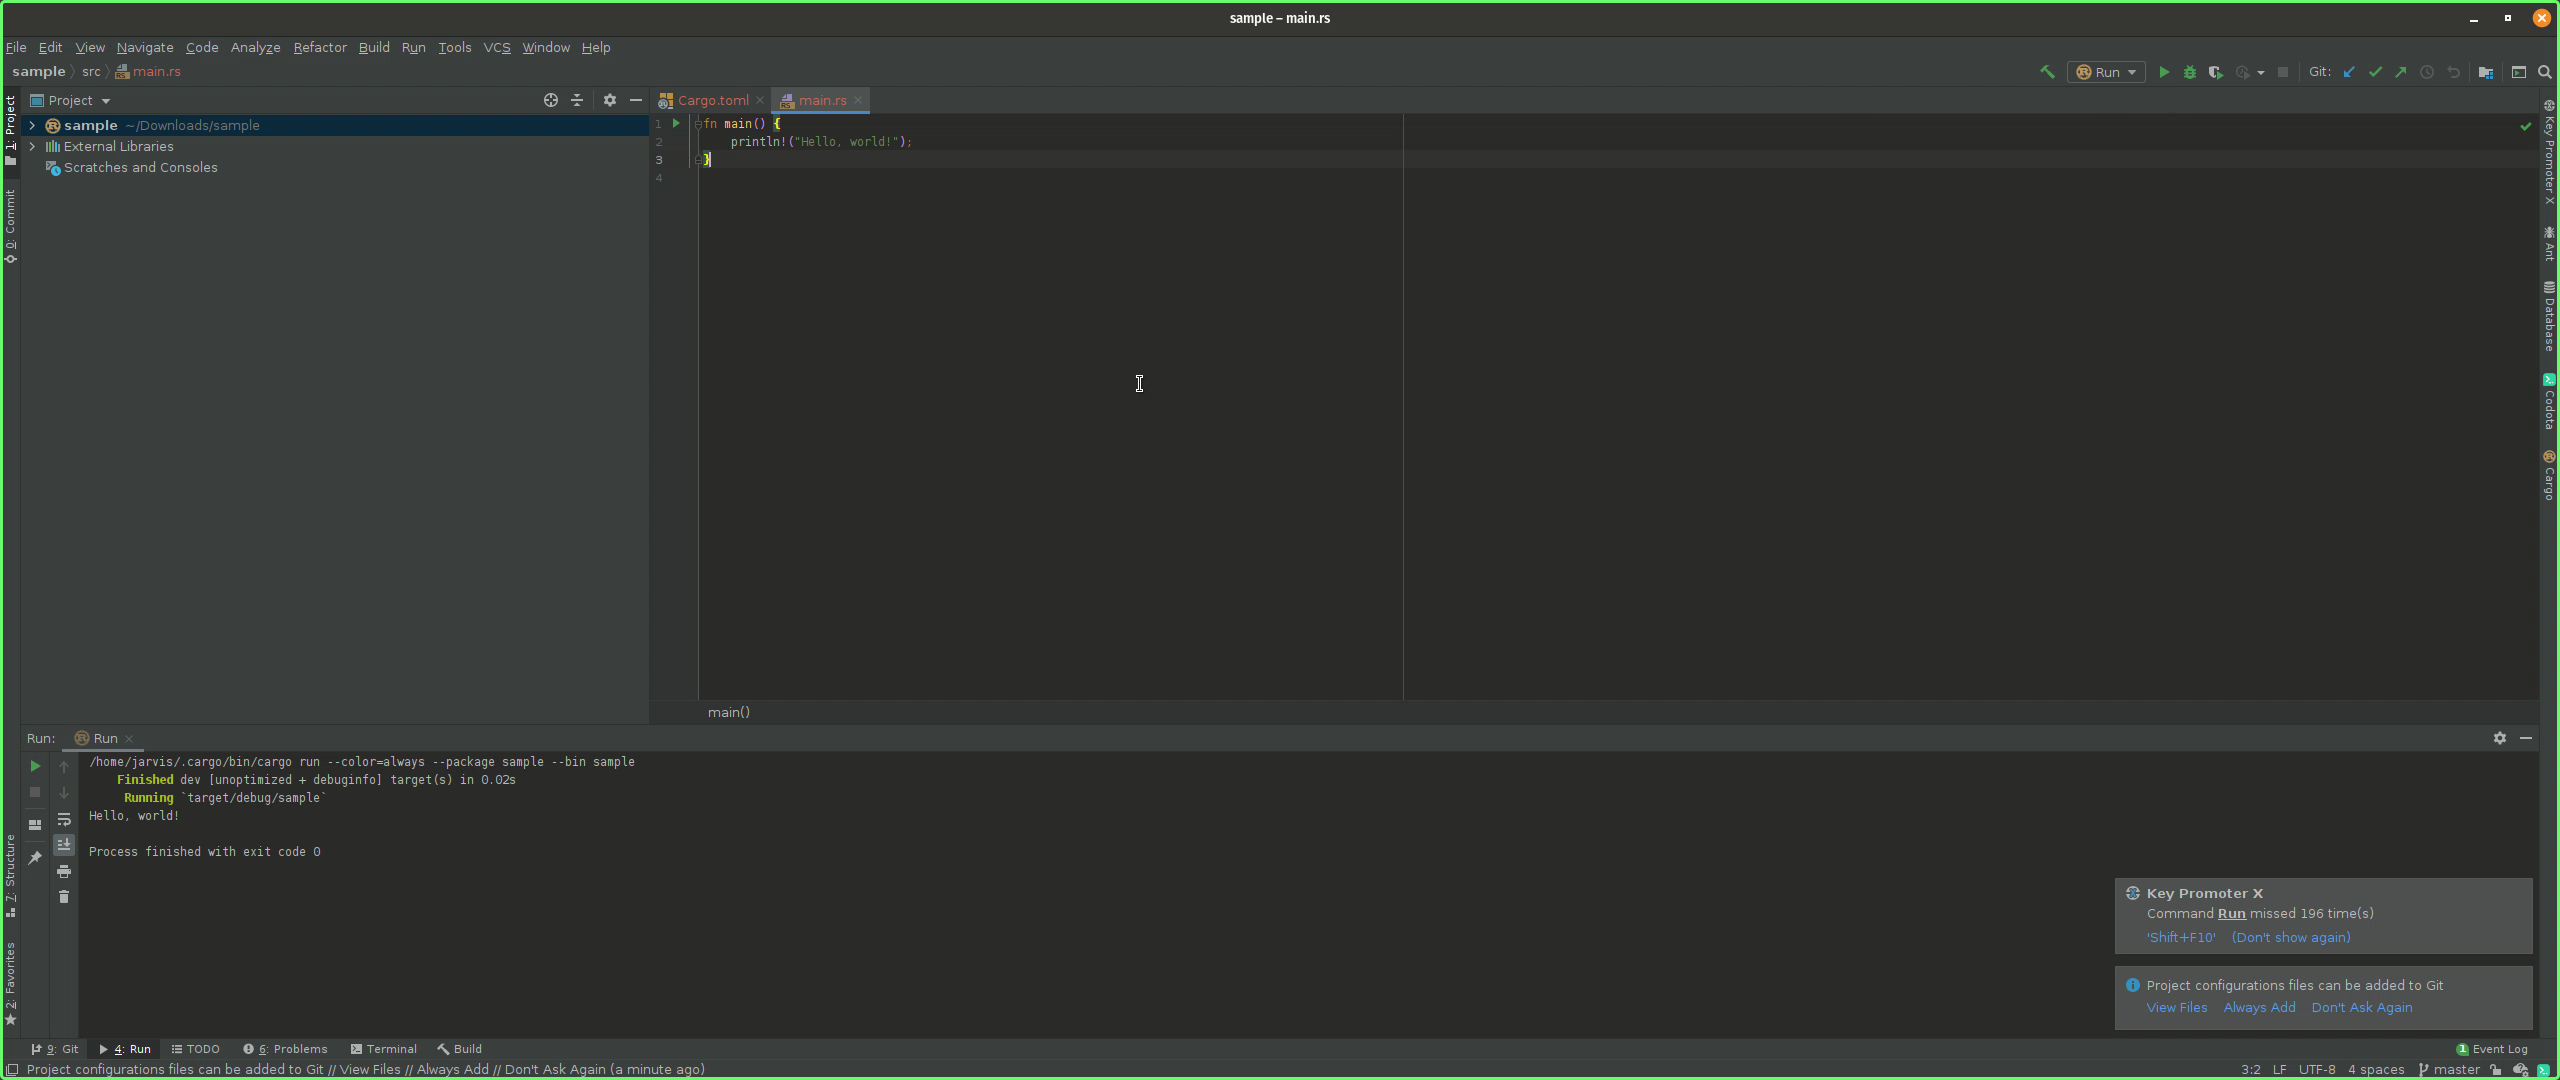 sample – main.rs
File Edit View Navigate Code Analyze Refactor Build Run Tools VCS Window Help
sample src main.rs
Run Git:
Project
Cargo.toml main.rs
sample ~/Downloads/sample
External Libraries
Scratches and Consoles
1: Project
0: Commit
7: Structure
2: Favorites
1 fn main() {
2 println!("Hello, world!");
3 }
4
main()
Key Promoter X
Ant
Database
Codota
Cargo
Run: Run
/home/jarvis/.cargo/bin/cargo run --color=always --package sample --bin sample
Finished dev [unoptimized + debuginfo] target(s) in 0.02s
Running `target/debug/sample`
Hello, world!
Process finished with exit code 0
Key Promoter X
Command Run missed 196 time(s)
'Shift+F10' (Don't show again)
Project configurations files can be added to Git
View Files Always Add Don't Ask Again
9: Git 4: Run TODO 6: Problems Terminal Build 1 Event Log
Project configurations files can be added to Git // View Files // Always Add // Don't Ask Again (a minute ago) 3:2 LF UTF-8 4 spaces master